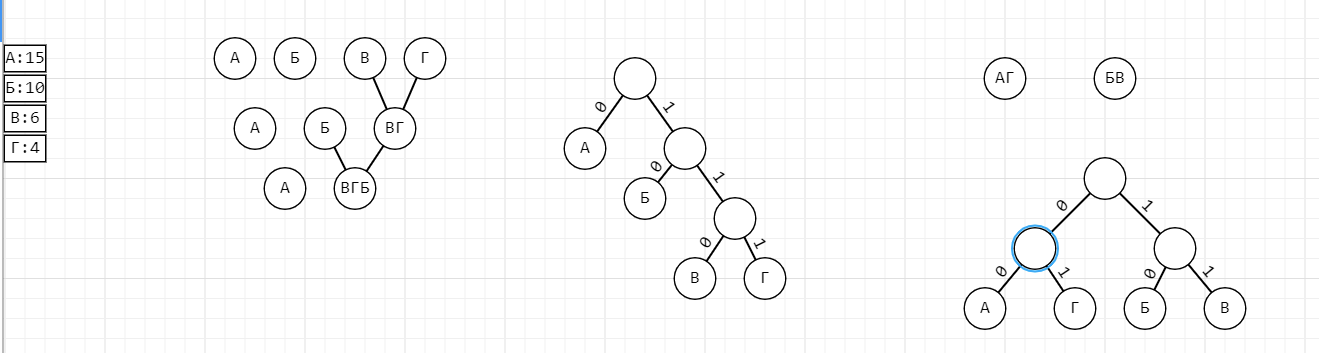 А:15
Б:10
В:6
Г:4
А Б В Г
А Б ВГ
А ВГБ
0 1
А
0 1
Б
0 1
В Г
АГ БВ
0 1
0 1 0 1
А Г Б В